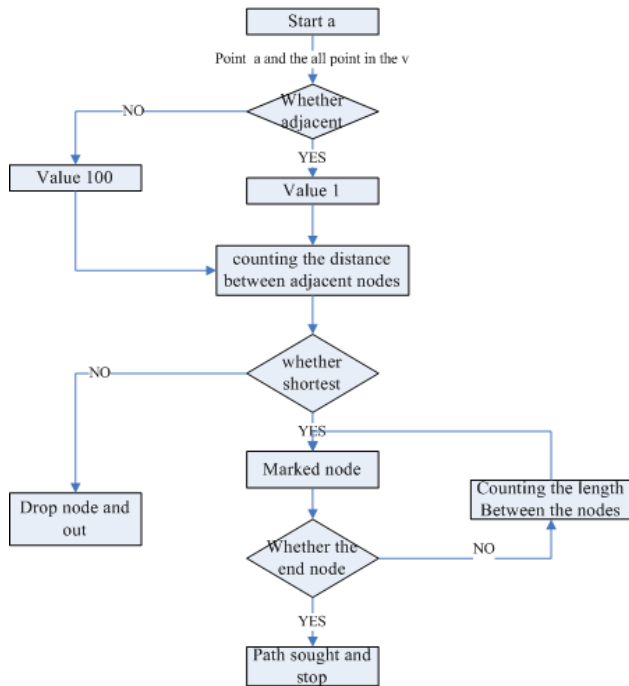 Start a
Point a and the all point in the v
Whether
adjacent
NO
YES
Value 100
Value 1
counting the distance
between adjacent nodes
whether
shortest
NO
YES
Marked node
Counting the length
Between the nodes
Drop node and
out
Whether the
end node
NO
YES
Path sought and
stop